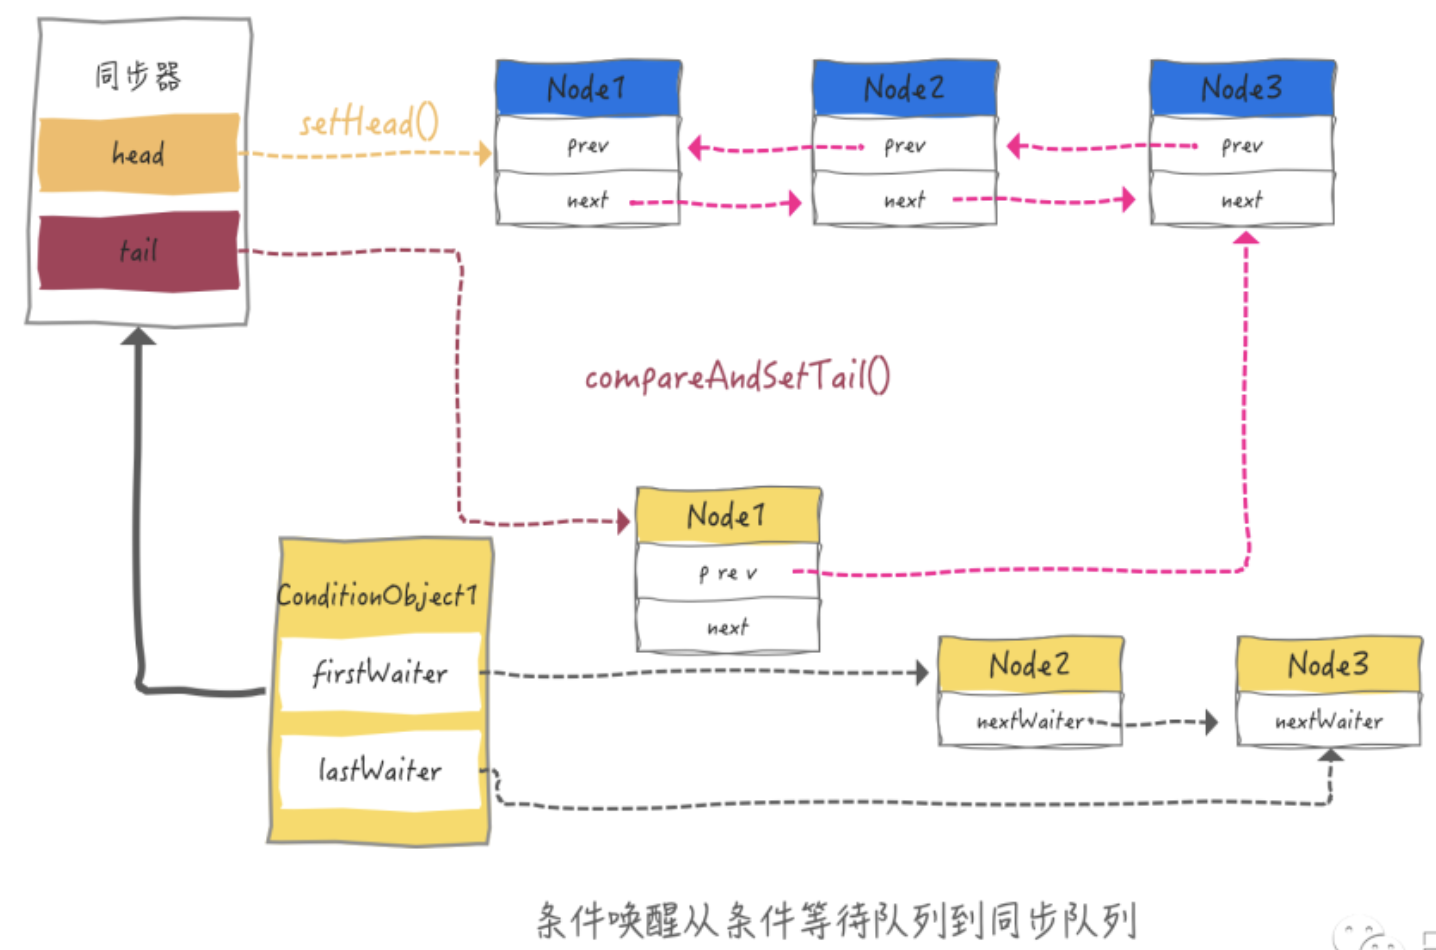 同步器
head
tail
setHead()
Node1
prev
next
Node2
prev
next
Node3
prev
next
compareAndSetTail()
Node1
prev
next
ConditionObject1
firstWaiter
lastWaiter
Node2
nextWaiter
Node3
nextWaiter
条件唤醒从条件等待队列到同步队列